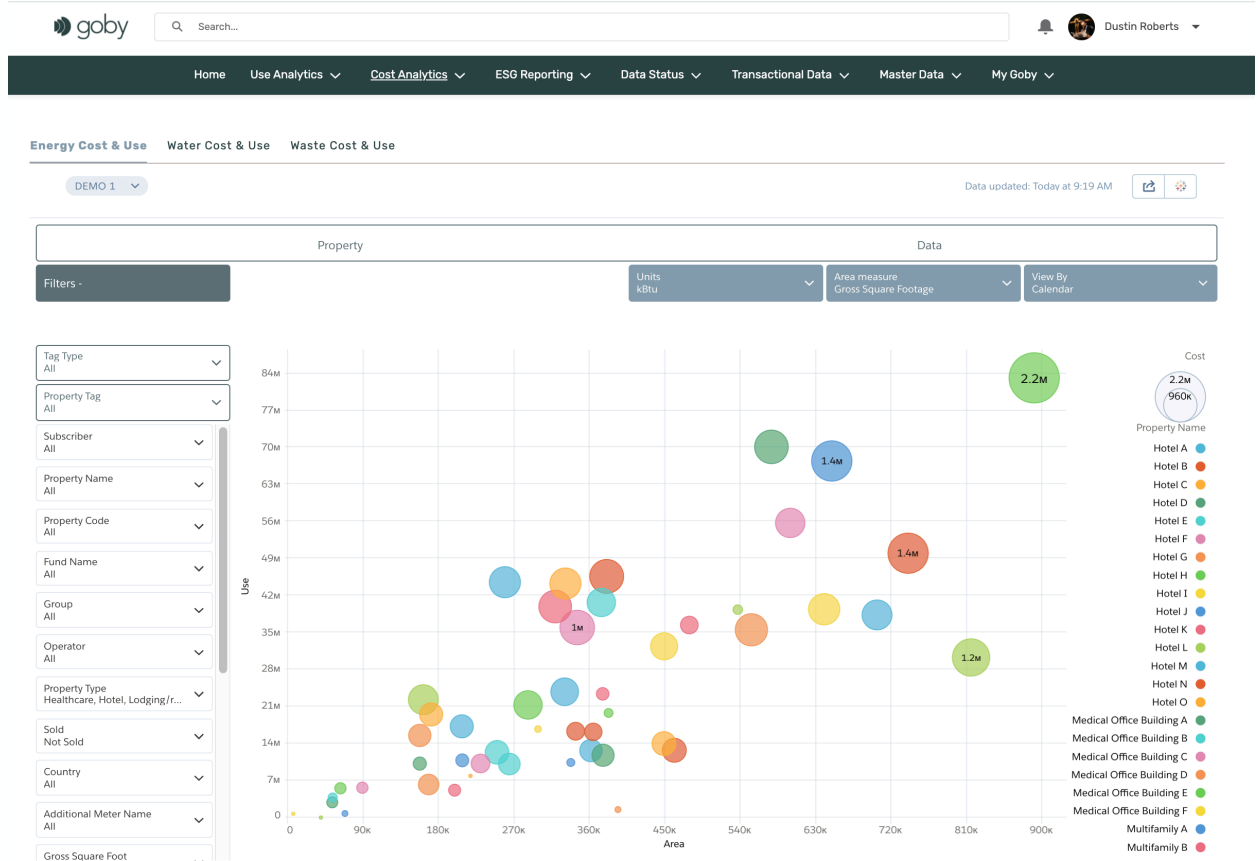 goby
Search...
Dustin Roberts
Home Use Analytics Cost Analytics ESG Reporting Data Status Transactional Data Master Data My Goby
Energy Cost & Use Water Cost & Use Waste Cost & Use
DEMO 1
Data updated: Today at 9:19 AM
Property Data
Filters -
Units
kBtu
Area measure
Gross Square Footage
View By
Calendar
Tag Type
All
Property Tag
All
Subscriber
All
Property Name
All
Property Code
All
Fund Name
All
Group
All
Operator
All
Property Type
Healthcare, Hotel, Lodging/r...
Sold
Not Sold
Country
All
Additional Meter Name
All
Gross Square Foot
Use
84M
77M
70M
63M
56M
49M
42M
35M
28M
21M
14M
7M
0
2.2M
1.4M
1.4M
1M
1.2M
0 90K 180K 270K 360K 450K 540K 630K 720K 810K 900K
Area
Cost
2.2M
960K
Property Name
Hotel A
Hotel B
Hotel C
Hotel D
Hotel E
Hotel F
Hotel G
Hotel H
Hotel I
Hotel J
Hotel K
Hotel L
Hotel M
Hotel N
Hotel O
Medical Office Building A
Medical Office Building B
Medical Office Building C
Medical Office Building D
Medical Office Building E
Medical Office Building F
Multifamily A
Multifamily B